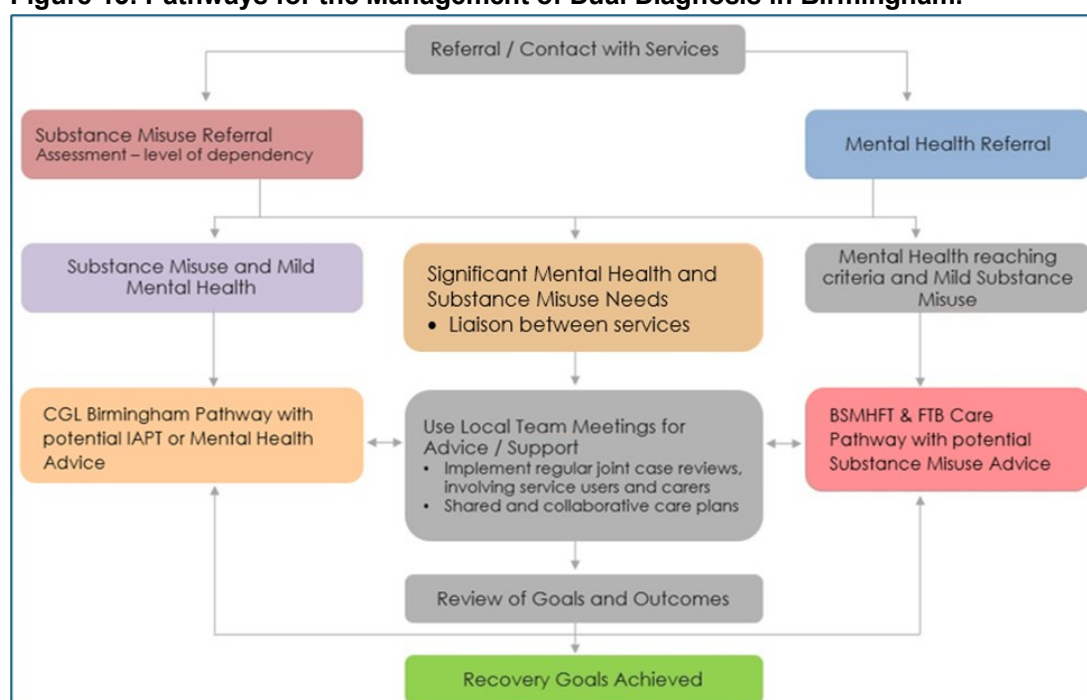 Figure 15: Pathways for the Management of Dual Diagnosis in Birmingham.
Referral / Contact with Services
Substance Misuse Referral
Assessment – level of dependency
Mental Health Referral
Substance Misuse and Mild
Mental Health
Significant Mental Health and
Substance Misuse Needs
• Liaison between services
Mental Health reaching
criteria and Mild Substance
Misuse
CGL Birmingham Pathway with
potential IAPT or Mental Health
Advice
Use Local Team Meetings for
Advice / Support
• Implement regular joint case reviews,
involving service users and carers
• Shared and collaborative care plans
BSMHFT & FTB Care
Pathway with potential
Substance Misuse Advice
Review of Goals and Outcomes
Recovery Goals Achieved